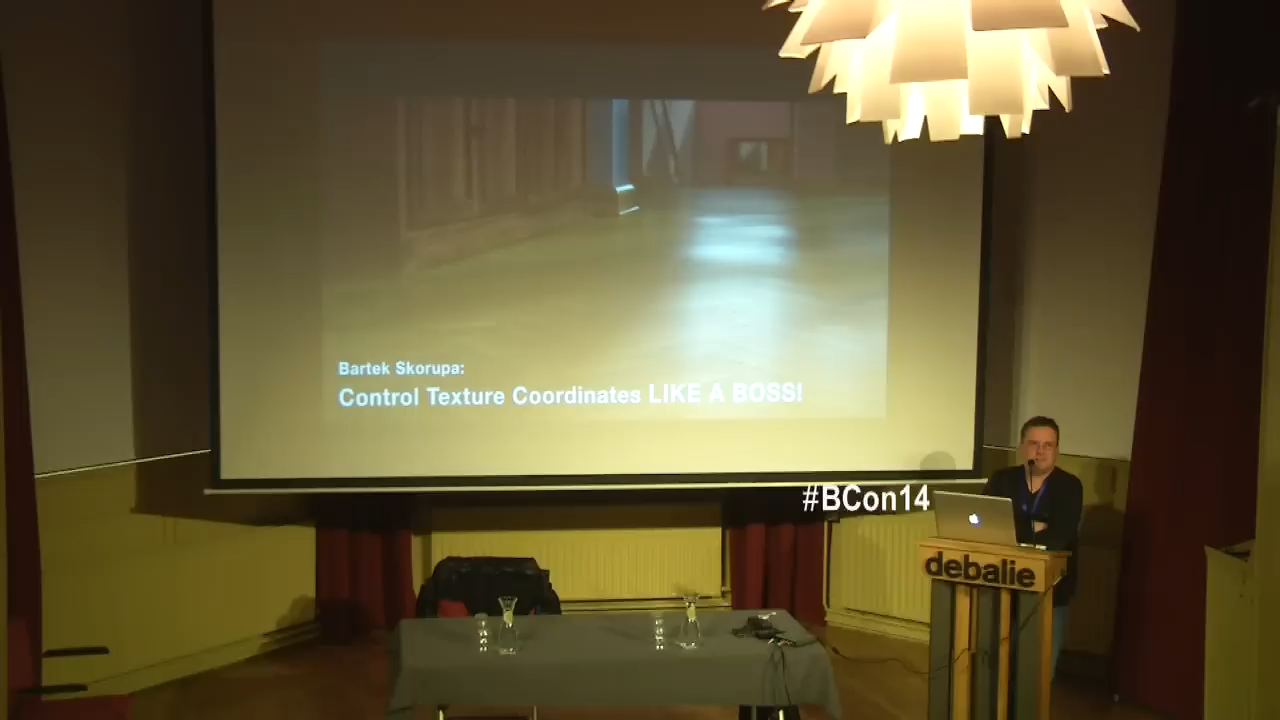 Bartek Skorupa:
Control Texture Coordinates LIKE A BOSS!
#BCon14
debalie